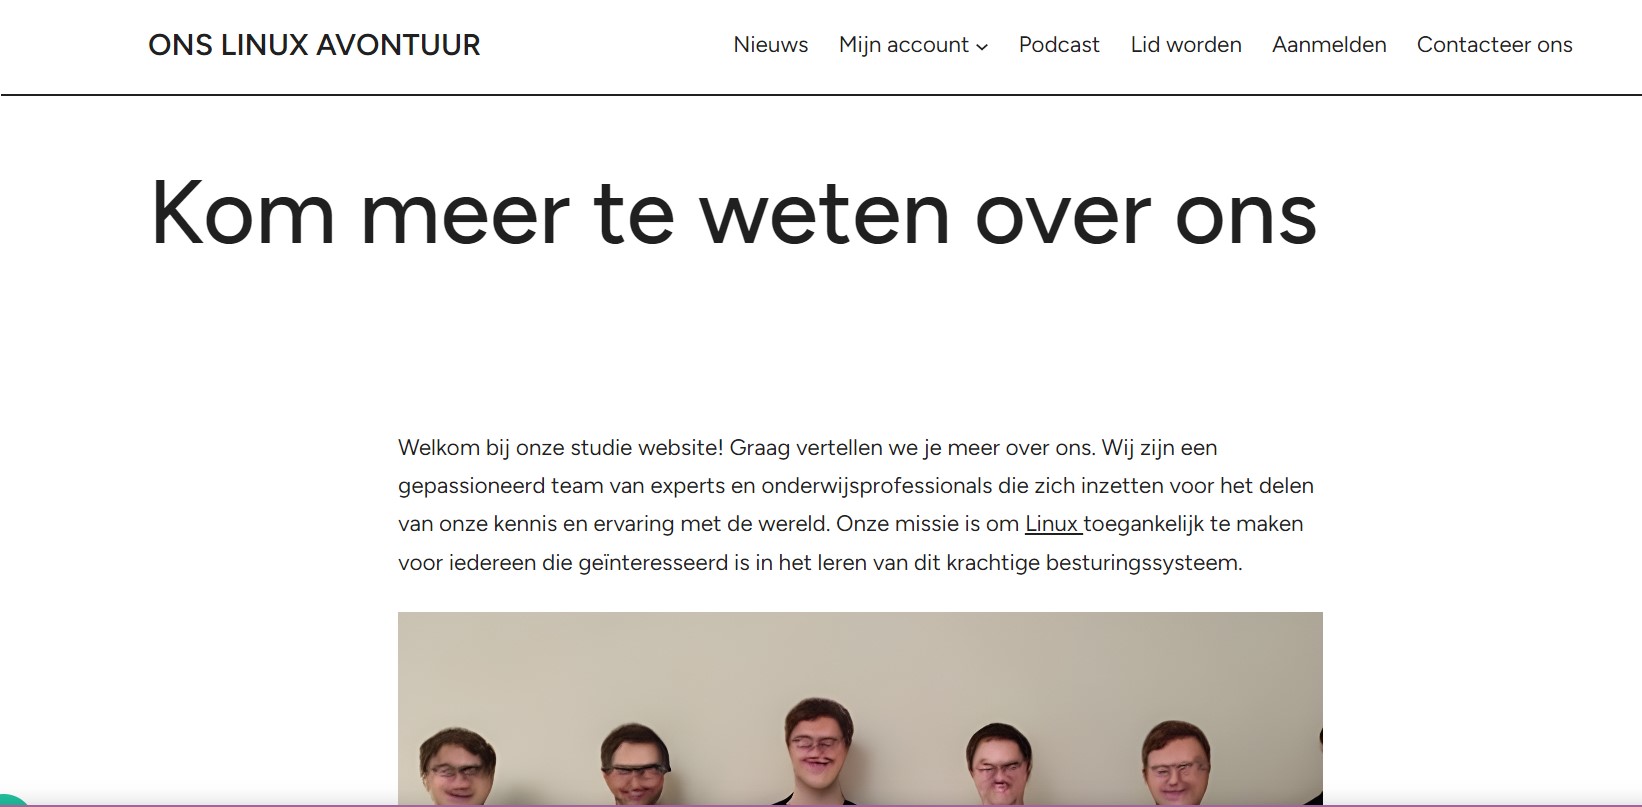 ONS LINUX AVONTUUR
Nieuws Mijn account Podcast Lid worden Aanmelden Contacteer ons
Kom meer te weten over ons
Welkom bij onze studie website! Graag vertellen we je meer over ons. Wij zijn een
gepassioneerd team van experts en onderwijsprofessionals die zich inzetten voor het delen
van onze kennis en ervaring met de wereld. Onze missie is om Linux toegankelijk te maken
voor iedereen die geïnteresseerd is in het leren van dit krachtige besturingssysteem.